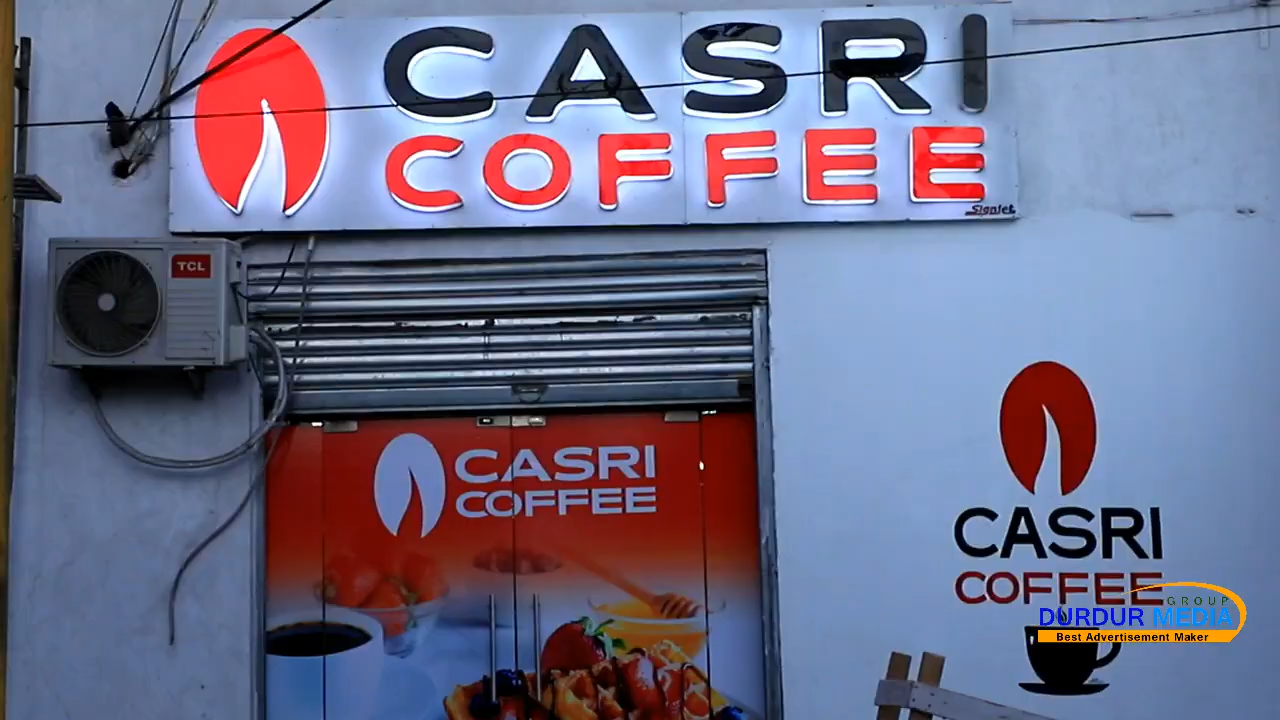 CASRI
COFFEE
Signjet
TCL
CASRI
COFFEE
CASRI
COFFEE
GROUP
DURDUR MEDIA
Best Advertisement Maker